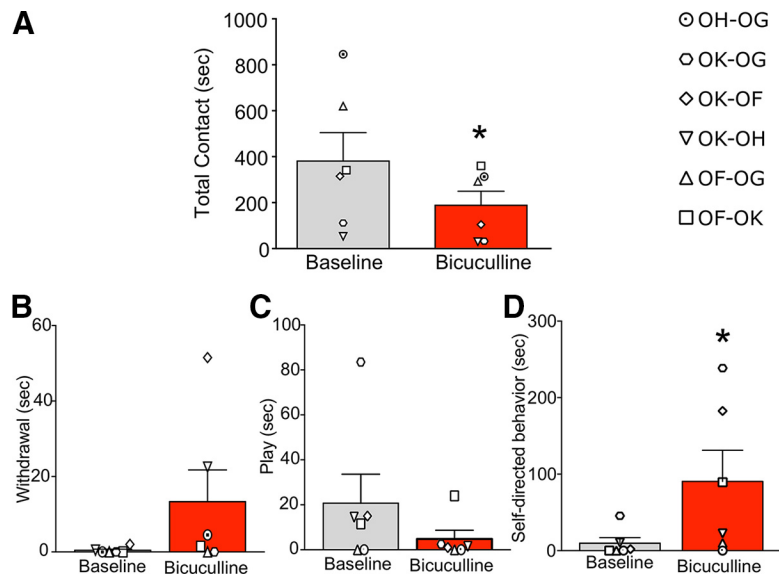 A
Total Contact (sec)
1000
800
600
400
200
0
*
Baseline
Bicuculline
OH-OG
OK-OG
OK-OF
OK-OH
OF-OG
OF-OK
B
Withdrawal (sec)
60
40
20
0
Baseline
Bicuculline
C
Play (sec)
100
80
60
40
20
0
Baseline
Bicuculline
D
Self-directed behavior (sec)
300
200
100
0
*
Baseline
Bicuculline